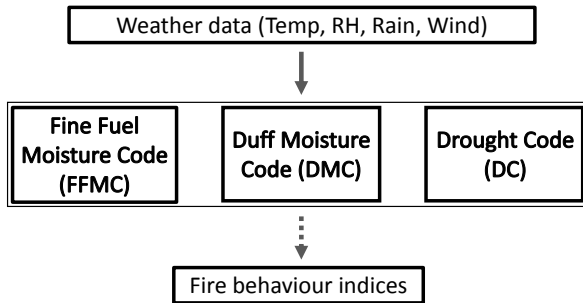 Weather data (Temp, RH, Rain, Wind)
Fine Fuel
Moisture Code
(FFMC)
Duff Moisture
Code (DMC)
Drought Code
(DC)
Fire behaviour indices